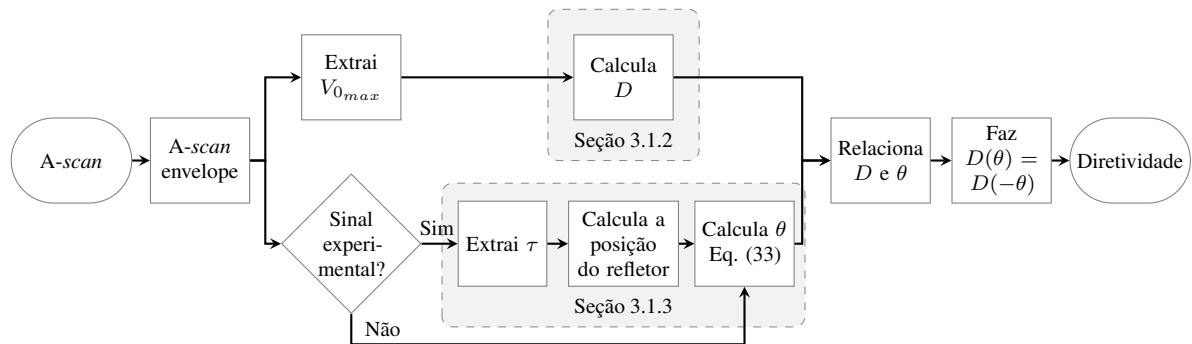 A-scan
A-scan
envelope
Extrai
V₀ₘₐₓ
Calcula
D
Seção 3.1.2
Sinal
experi-
mental?
Sim
Não
Extrai τ
Calcula a
posição
do refletor
Calcula θ
Eq. (33)
Seção 3.1.3
Relaciona
D e θ
Faz
D(θ) =
D(−θ)
Diretividade